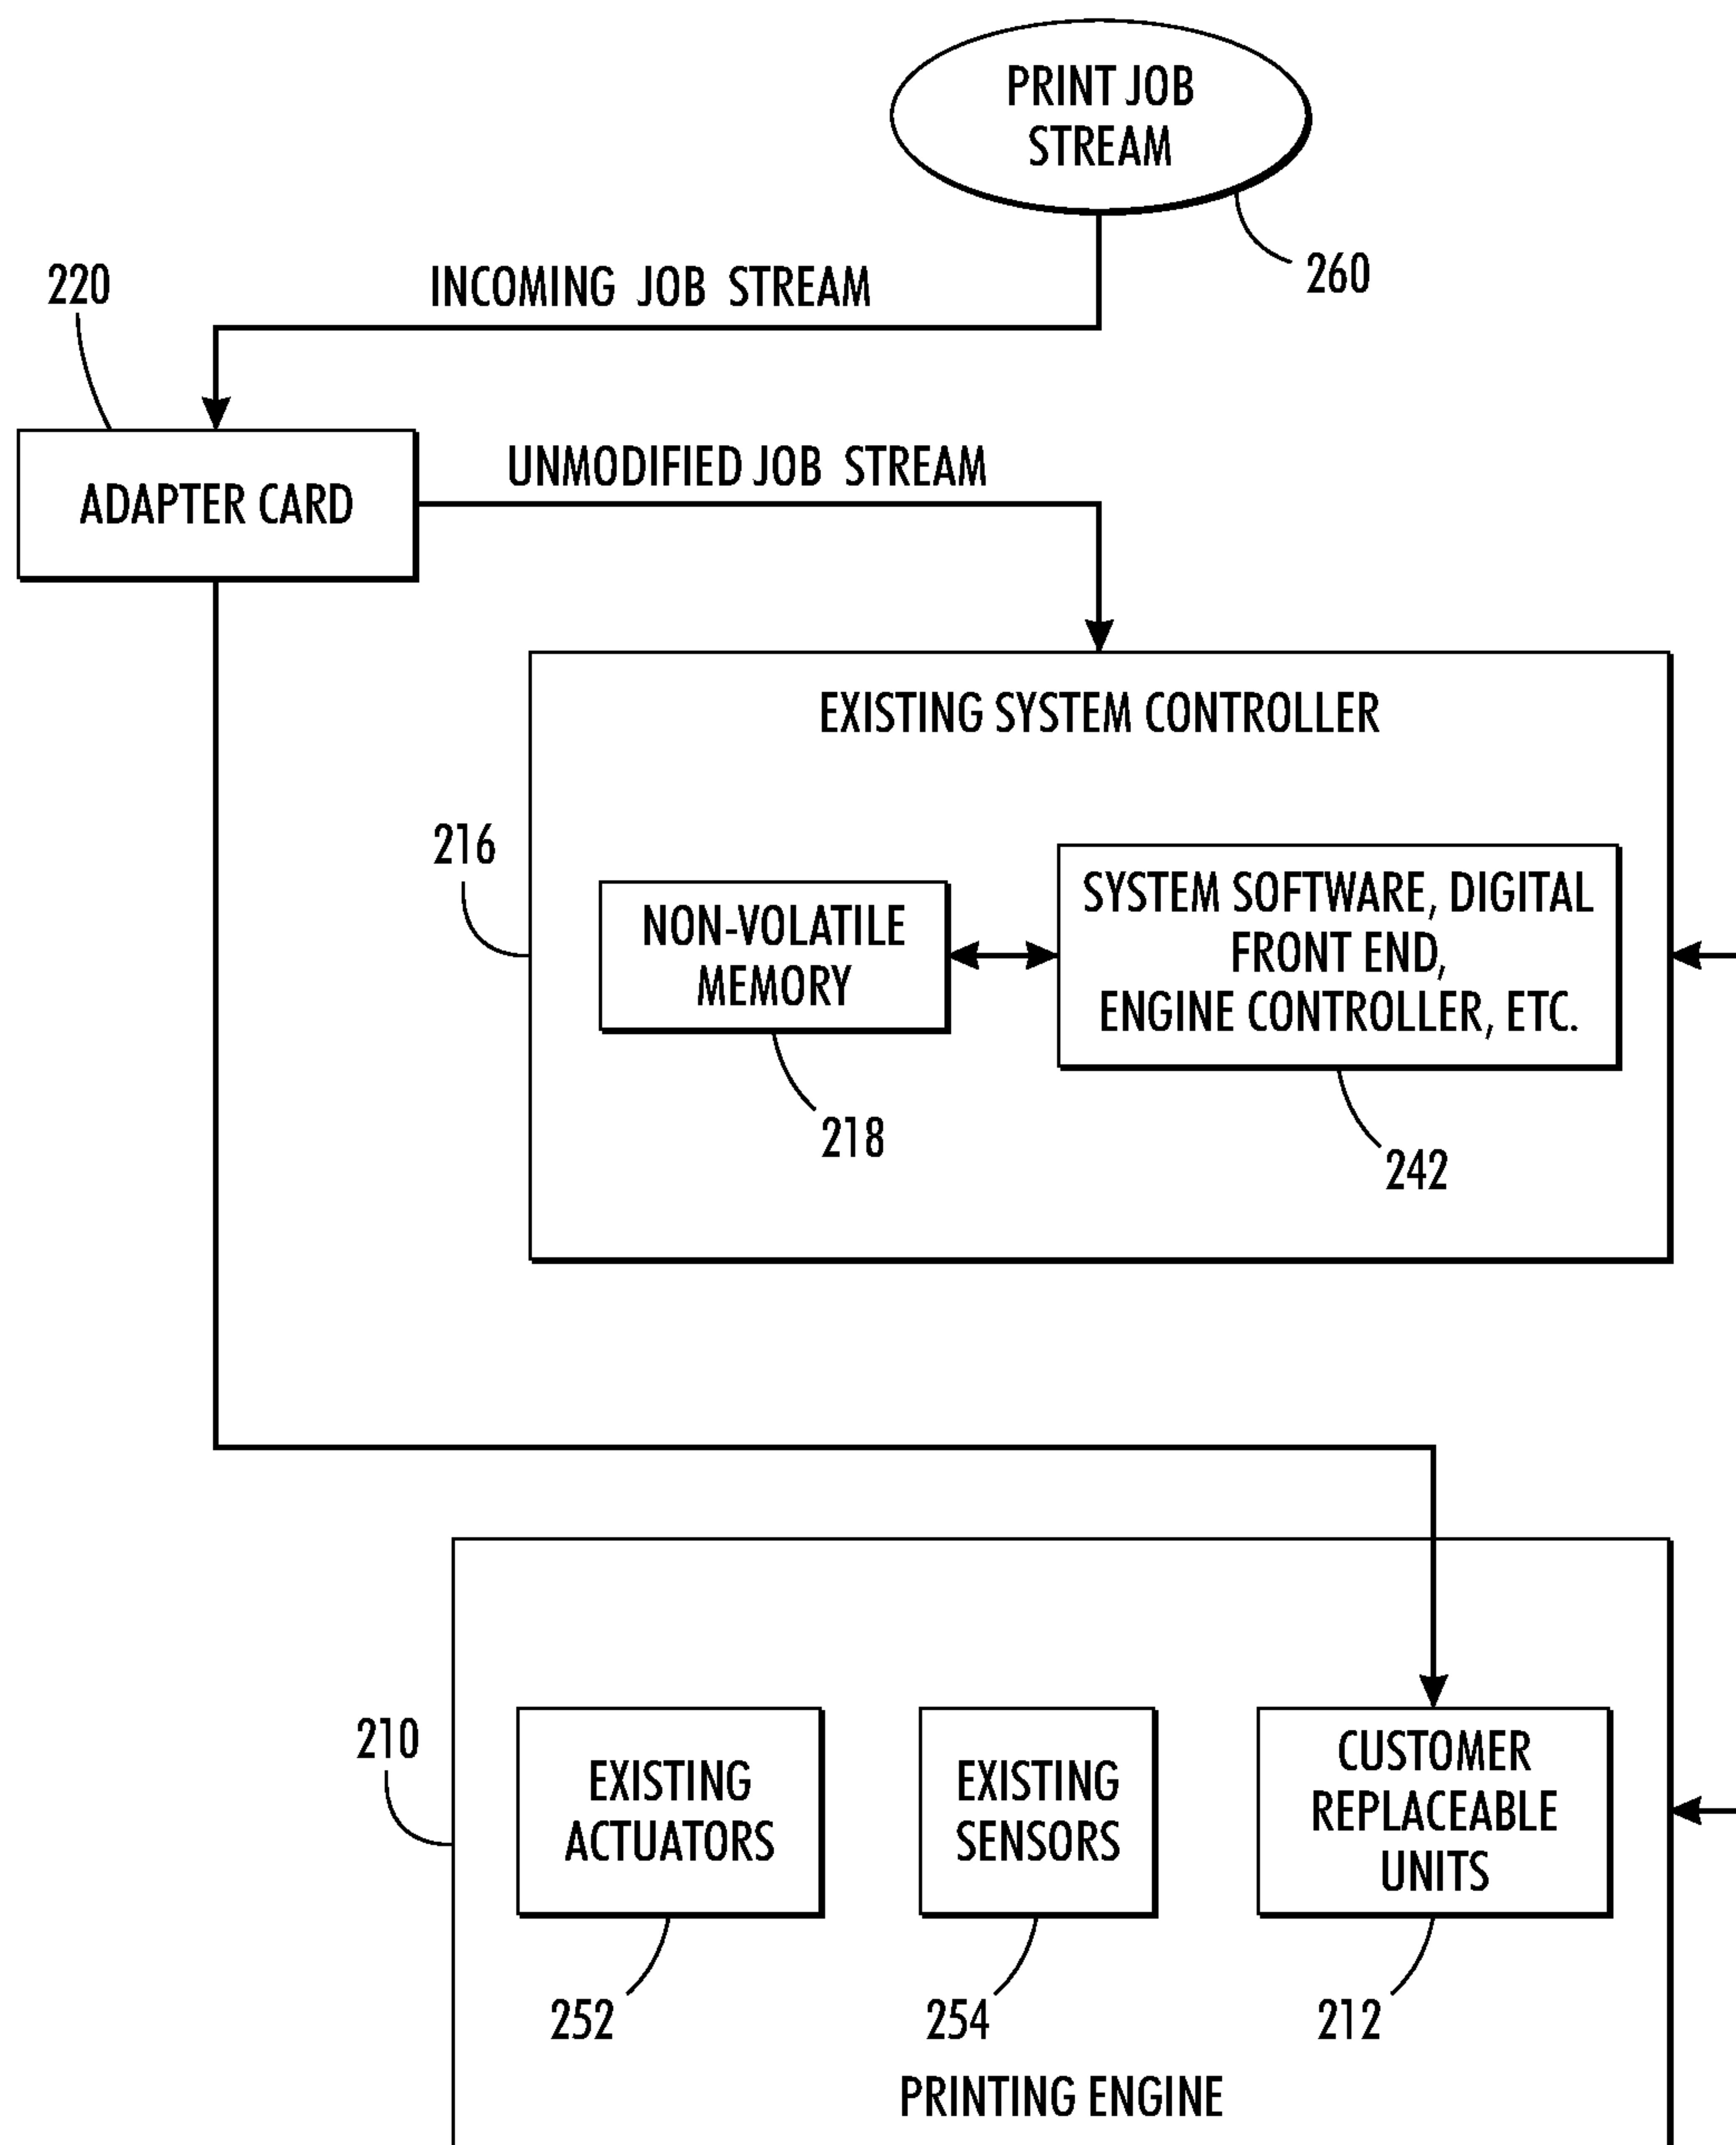 PRINT JOB
STREAM
260
INCOMING JOB STREAM
220
ADAPTER CARD
UNMODIFIED JOB STREAM
EXISTING SYSTEM CONTROLLER
216
NON-VOLATILE
MEMORY
218
SYSTEM SOFTWARE, DIGITAL
FRONT END,
ENGINE CONTROLLER, ETC.
242
210
EXISTING
ACTUATORS
252
EXISTING
SENSORS
254
CUSTOMER
REPLACEABLE
UNITS
212
PRINTING ENGINE